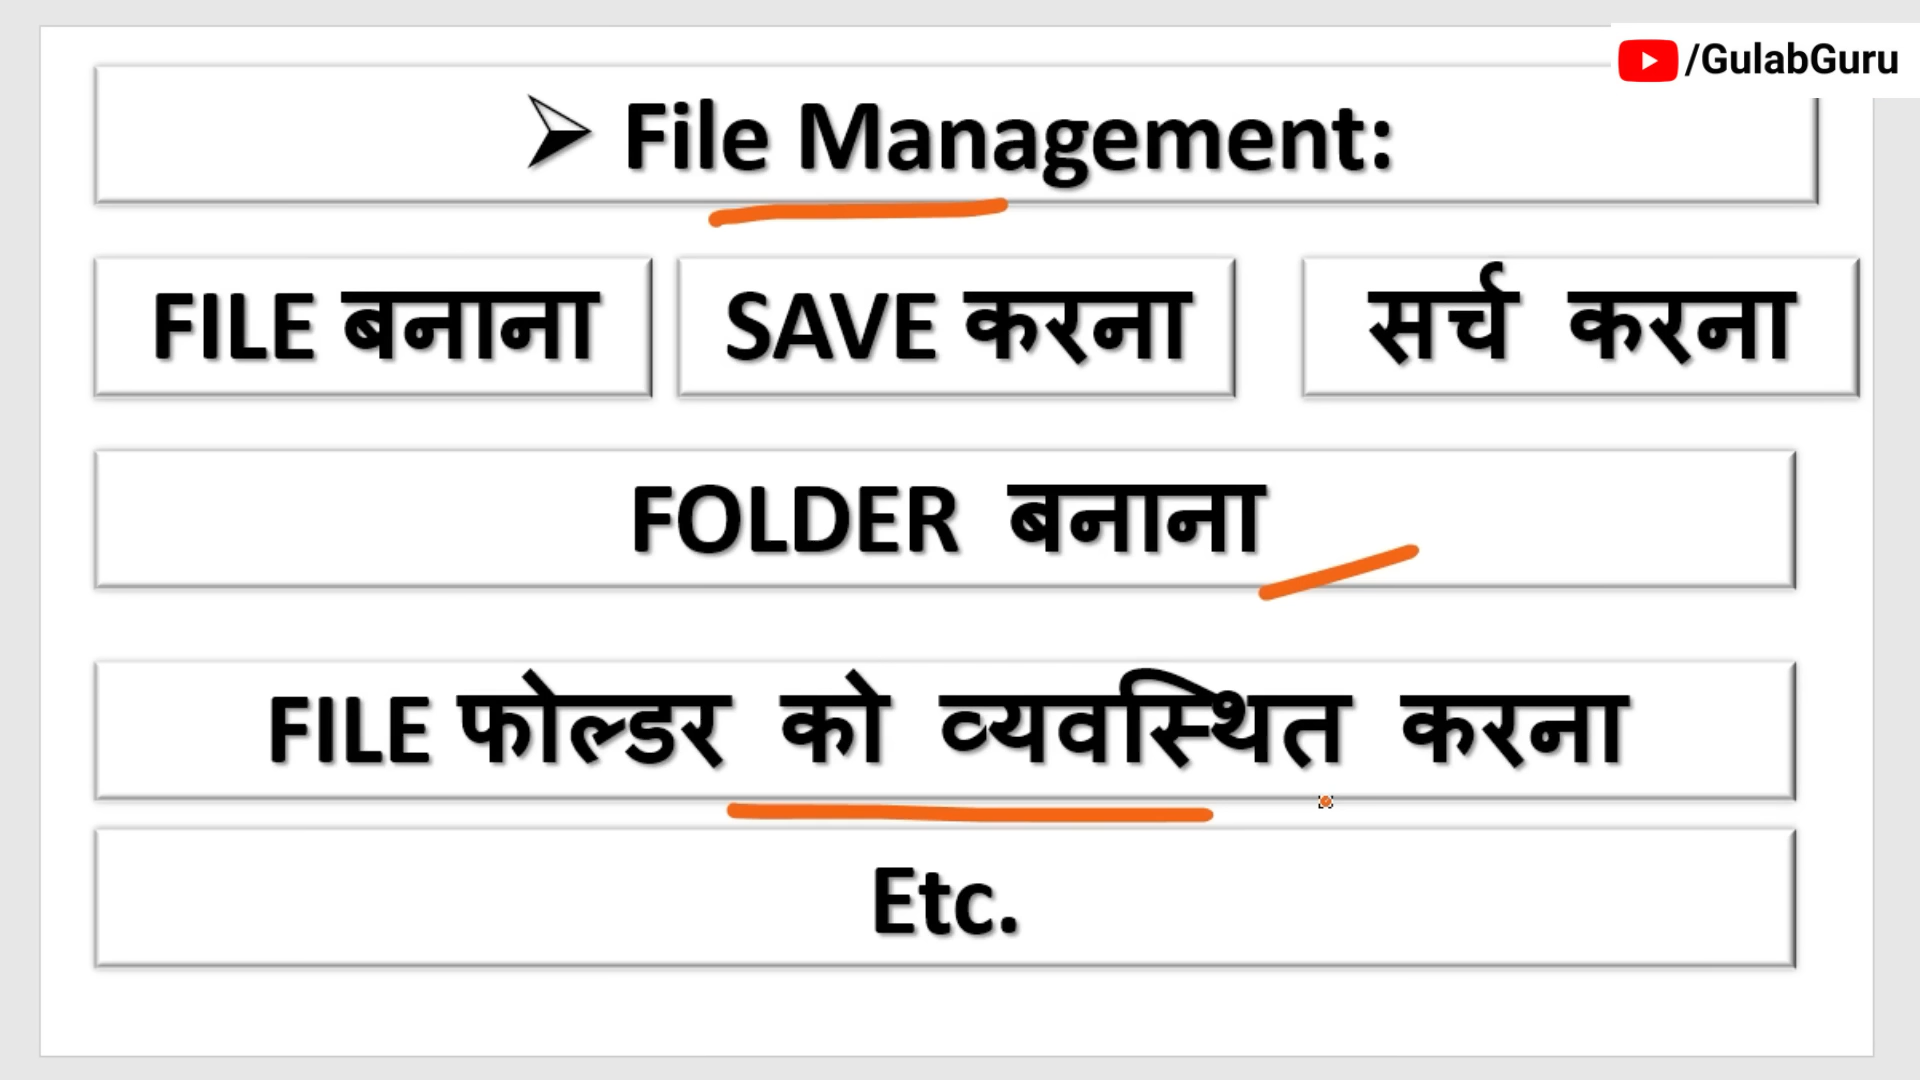 /GulabGuru
➢ File Management:
FILE बनाना
SAVE करना
सर्च करना
FOLDER बनाना
FILE फोल्डर को व्यवस्थित करना
Etc.